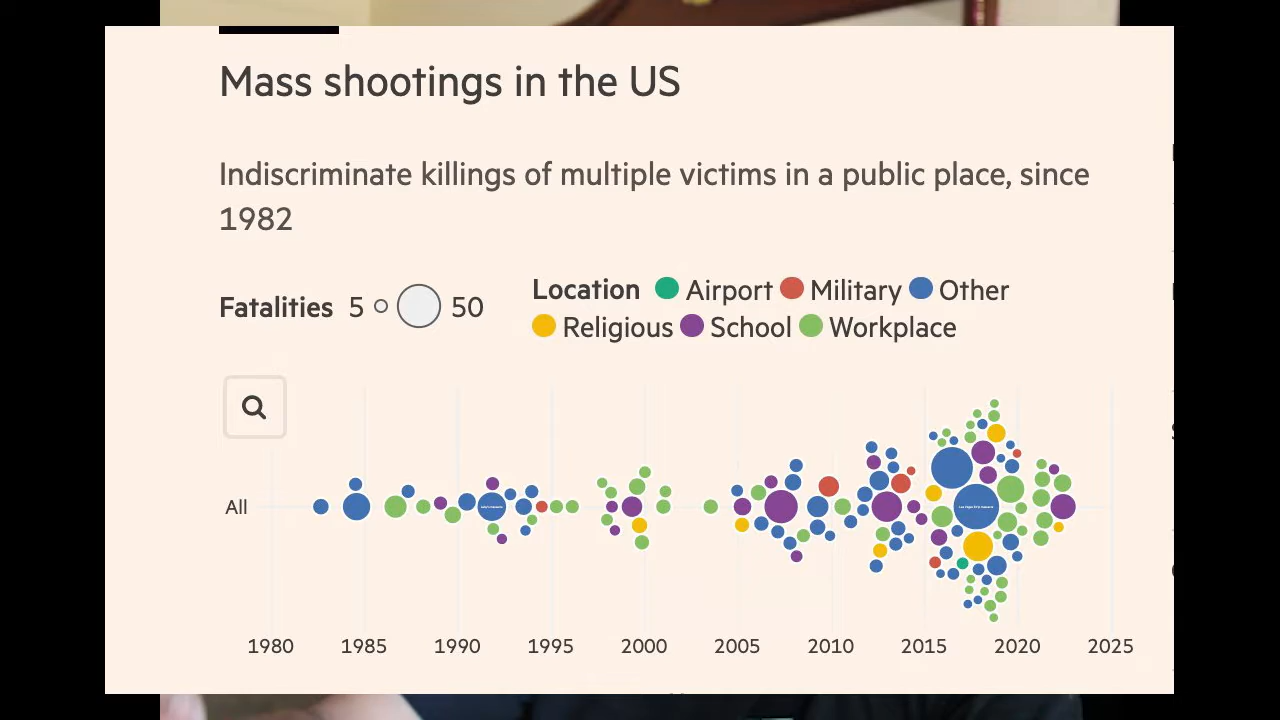 Mass shootings in the US
Indiscriminate killings of multiple victims in a public place, since
1982
Fatalities 5 50
Location Airport Military Other
Religious School Workplace
All
1980 1985 1990 1995 2000 2005 2010 2015 2020 2025